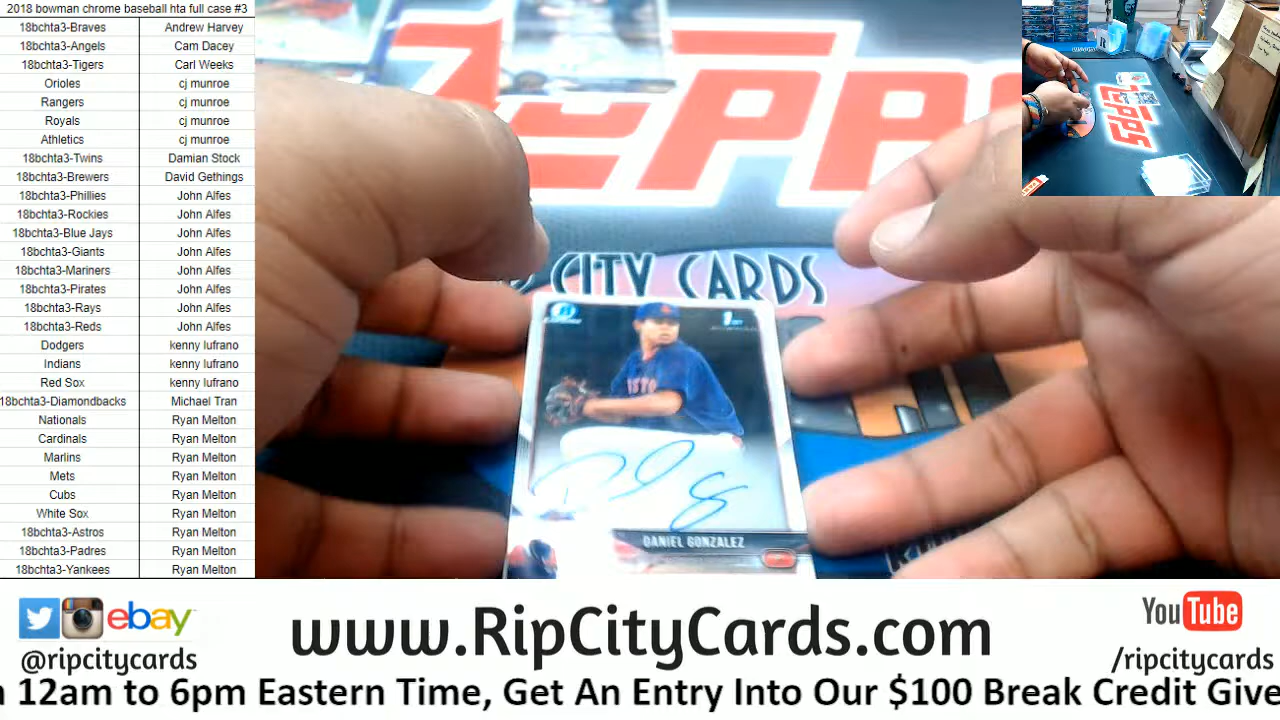 2018 bowman chrome baseball hta full case #3
18bchta3-Braves Andrew Harvey
18bchta3-Angels Cam Dacey
18bchta3-Tigers Carl Weeks
Orioles cj munroe
Rangers cj munroe
Royals cj munroe
Athletics cj munroe
18bchta3-Twins Damian Stock
18bchta3-Brewers David Gethings
18bchta3-Phillies John Alfes
18bchta3-Rockies John Alfes
18bchta3-Blue Jays John Alfes
18bchta3-Giants John Alfes
18bchta3-Mariners John Alfes
18bchta3-Pirates John Alfes
18bchta3-Rays John Alfes
18bchta3-Reds John Alfes
Dodgers kenny lufrano
Indians kenny lufrano
Red Sox kenny lufrano
18bchta3-Diamondbacks Michael Tran
Nationals Ryan Melton
Cardinals Ryan Melton
Marlins Ryan Melton
Mets Ryan Melton
Cubs Ryan Melton
White Sox Ryan Melton
18bchta3-Astros Ryan Melton
18bchta3-Padres Ryan Melton
18bchta3-Yankees Ryan Melton
TOPPS
CITY CARDS
DANIEL GONZALEZ
TOPPS
ebay
@ripcitycards
www.RipCityCards.com
YouTube
/ripcitycards
12am to 6pm Eastern Time, Get An Entry Into Our $100 Break Credit Give